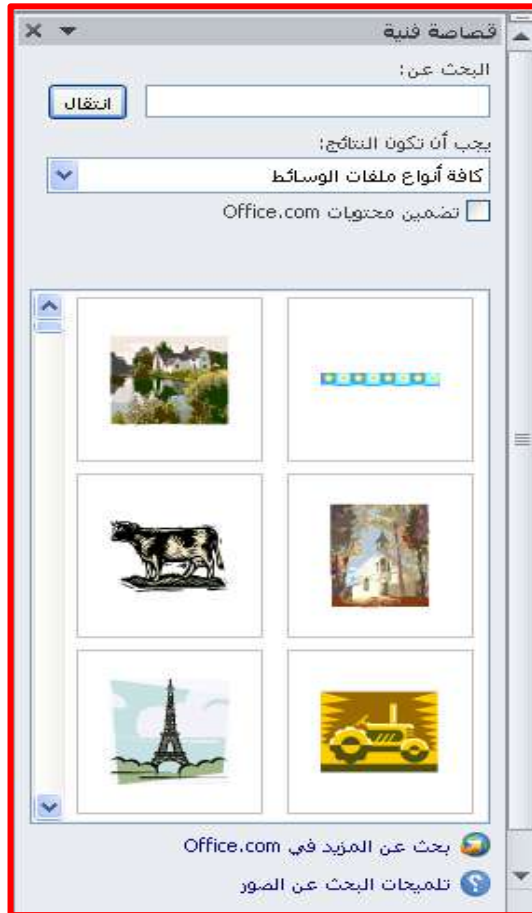 قصاصة فنية
البحث عن:
انتقال
يجب أن تكون النتائج:
كافة أنواع ملفات الوسائط
تضمين محتويات Office.com
بحث عن المزيد في Office.com
تلميحات البحث عن الصور